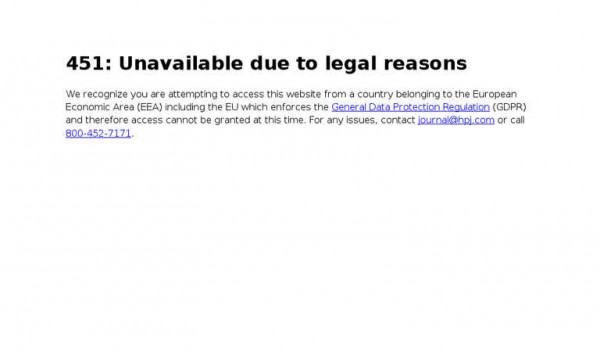 451: Unavailable due to legal reasons
We recognize you are attempting to access this website from a country belonging to the European
Economic Area (EEA) including the EU which enforces the General Data Protection Regulation (GDPR)
and therefore access cannot be granted at this time. For any issues, contact journal@hpj.com or call
800-452-7171.